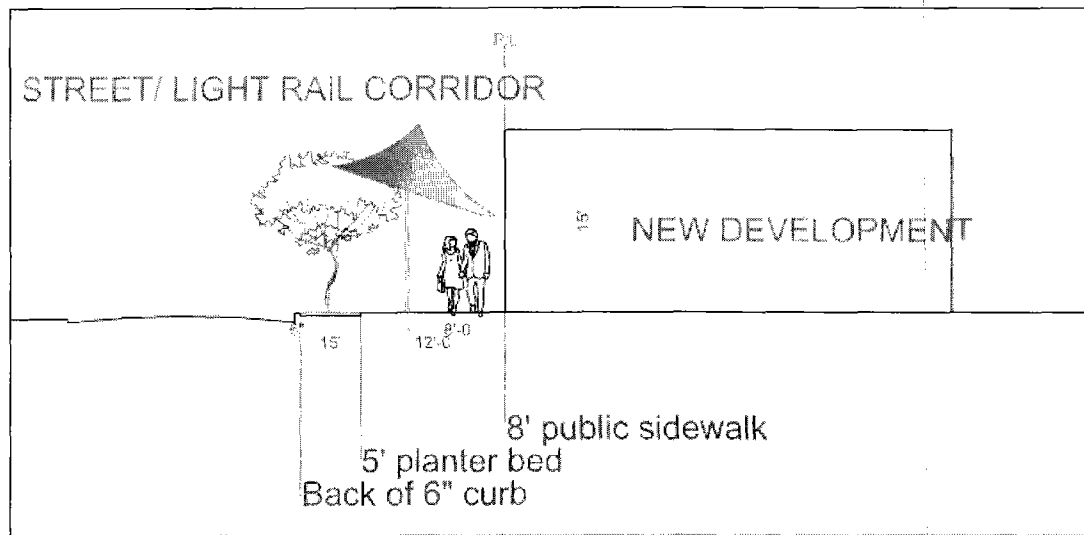 P/L
STREET/ LIGHT RAIL CORRIDOR
15'
NEW DEVELOPMENT
8'-0
15'
12'-0
8' public sidewalk
5' planter bed
Back of 6" curb